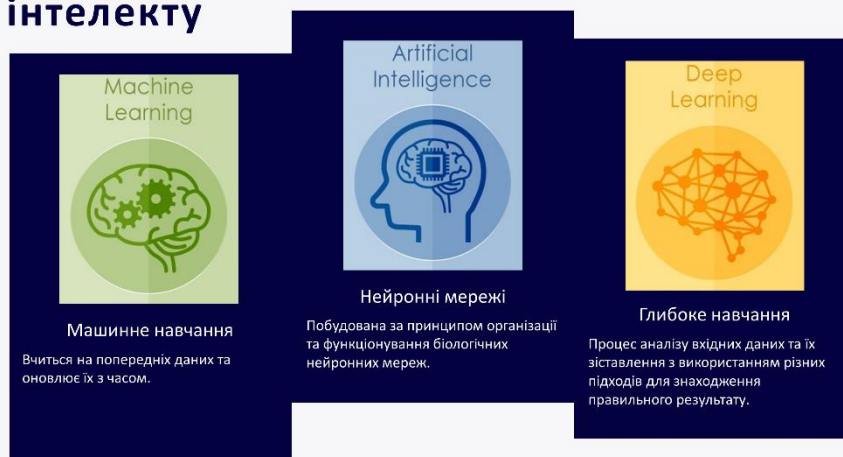 інтелекту
Machine
Learning
Машинне навчання
Вчиться на попередніх даних та
оновлює їх з часом.
Artificial
Intelligence
Нейронні мережі
Побудована за принципом організації
та функціонування біологічних
нейронних мереж.
Deep
Learning
Глибоке навчання
Процес аналізу вхідних даних та їх
зіставлення з використанням різних
підходів для знаходження
правильного результату.